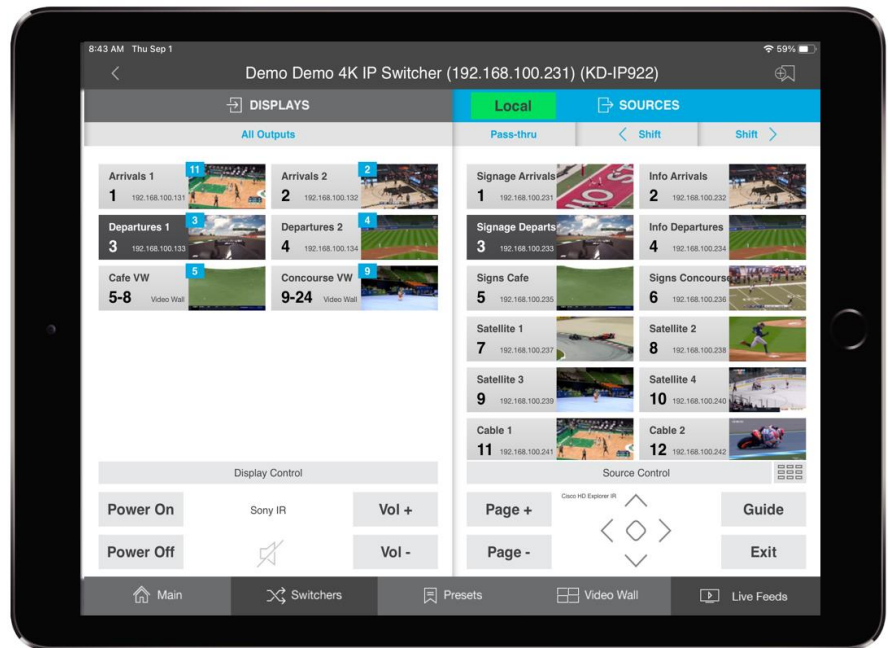 8:43 AM Thu Sep 1
59%
Demo Demo 4K IP Switcher (192.168.100.231) (KD-IP922)
DISPLAYS
Local
SOURCES
All Outputs
Pass-thru
Shift
Shift
Arrivals 1
11
1 192.168.100.131
Arrivals 2
2
2 192.168.100.132
Departures 1
3
3 192.168.100.133
Departures 2
4
4 192.168.100.134
Cafe VW
5
5-8 Video Wall
Concourse VW
9
9-24 Video Wall
Signage Arrivals
1 192.168.100.231
Info Arrivals
2 192.168.100.232
Signage Departs
3 192.168.100.233
Info Departures
4 192.168.100.234
Signs Cafe
5 192.168.100.235
Signs Concourse
6 192.168.100.236
Satellite 1
7 192.168.100.237
Satellite 2
8 192.168.100.238
Satellite 3
9 192.168.100.239
Satellite 4
10 192.168.100.240
Cable 1
11 192.168.100.241
Cable 2
12 192.168.100.242
Display Control
Source Control
Power On
Sony IR
Vol +
Power Off
Vol -
Page +
Cisco HD Explorer IR
Guide
Page -
Exit
Main
Switchers
Presets
Video Wall
Live Feeds